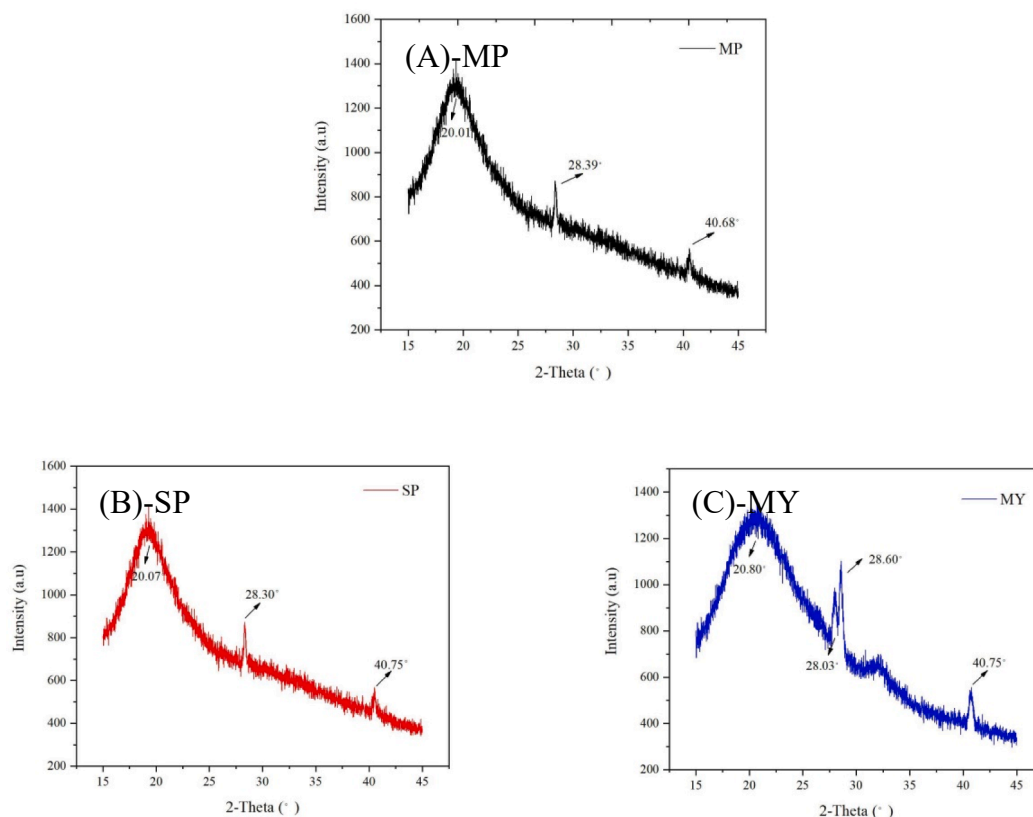 1600
(A)-MP
MP
1400
1200
20.01
1000
28.39°
800
40.68°
600
400
200
15 20 25 30 35 40 45
Intensity (a.u)
2-Theta (°)
1600
(B)-SP
SP
1400
1200
20.07
1000
28.30°
800
40.75°
600
400
200
15 20 25 30 35 40 45
Intensity (a.u)
2-Theta (°)
(C)-MY
MY
1400
1200
20.80°
28.60°
1000
800
28.03°
40.75°
600
400
200
15 20 25 30 35 40 45
Intensity (a.u)
2-Theta (°)